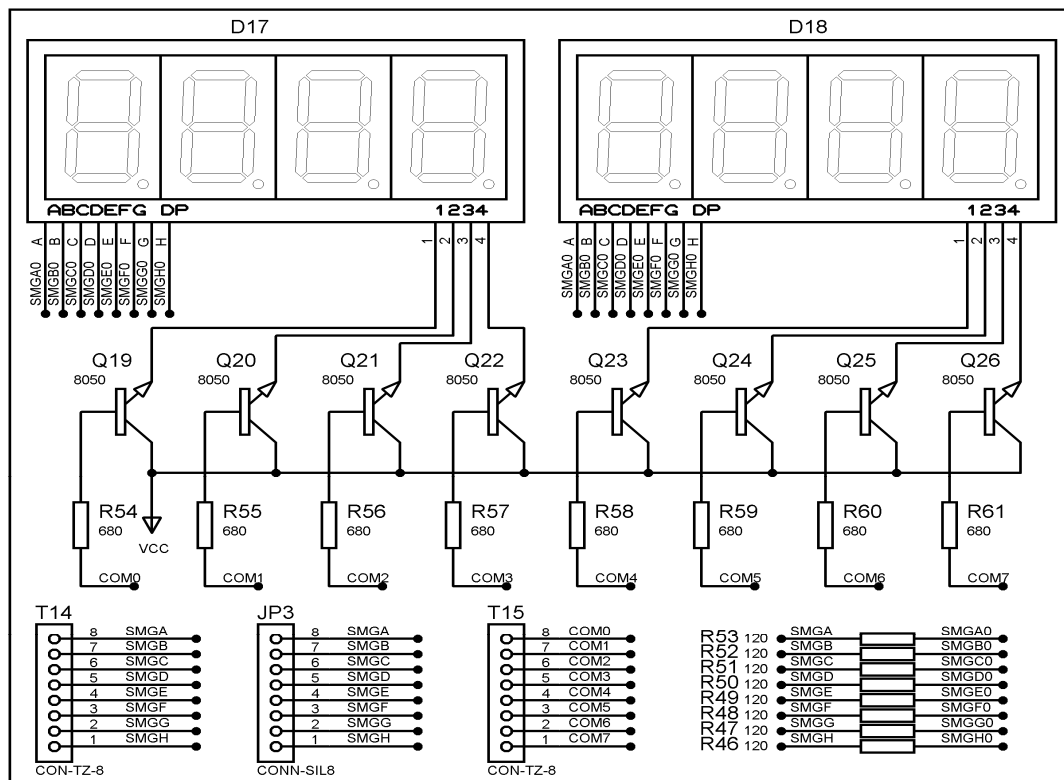 D17 D18
ABCDEFG DP 1234 ABCDEFG DP 1234
SMGA0 A
SMGB0 B
SMGC0 C
SMGD0 D
SMGE0 E
SMGF0 F
SMGG0 G
SMGH0 H
1
2
3
4
SMGA0 A
SMGB0 B
SMGC0 C
SMGD0 D
SMGE0 E
SMGF0 F
SMGG0 G
SMGH0 H
1
2
3
4
Q19 Q20 Q21 Q22 Q23 Q24 Q25 Q26
8050 8050 8050 8050 8050 8050 8050 8050
R54 R55 R56 R57 R58 R59 R60 R61
680 680 680 680 680 680 680 680
VCC
COM0 COM1 COM2 COM3 COM4 COM5 COM6 COM7
T14
8 SMGA
7 SMGB
6 SMGC
5 SMGD
4 SMGE
3 SMGF
2 SMGG
1 SMGH
CON-TZ-8
JP3
8 SMGA
7 SMGB
6 SMGC
5 SMGD
4 SMGE
3 SMGF
2 SMGG
1 SMGH
CONN-SIL8
T15
8 COM0
7 COM1
6 COM2
5 COM3
4 COM4
3 COM5
2 COM6
1 COM7
CON-TZ-8
R53 120 SMGA SMGA0
R52 120 SMGB SMGB0
R51 120 SMGC SMGC0
R50 120 SMGD SMGD0
R49 120 SMGE SMGE0
R48 120 SMGF SMGF0
R47 120 SMGG SMGG0
R46 120 SMGH SMGH0